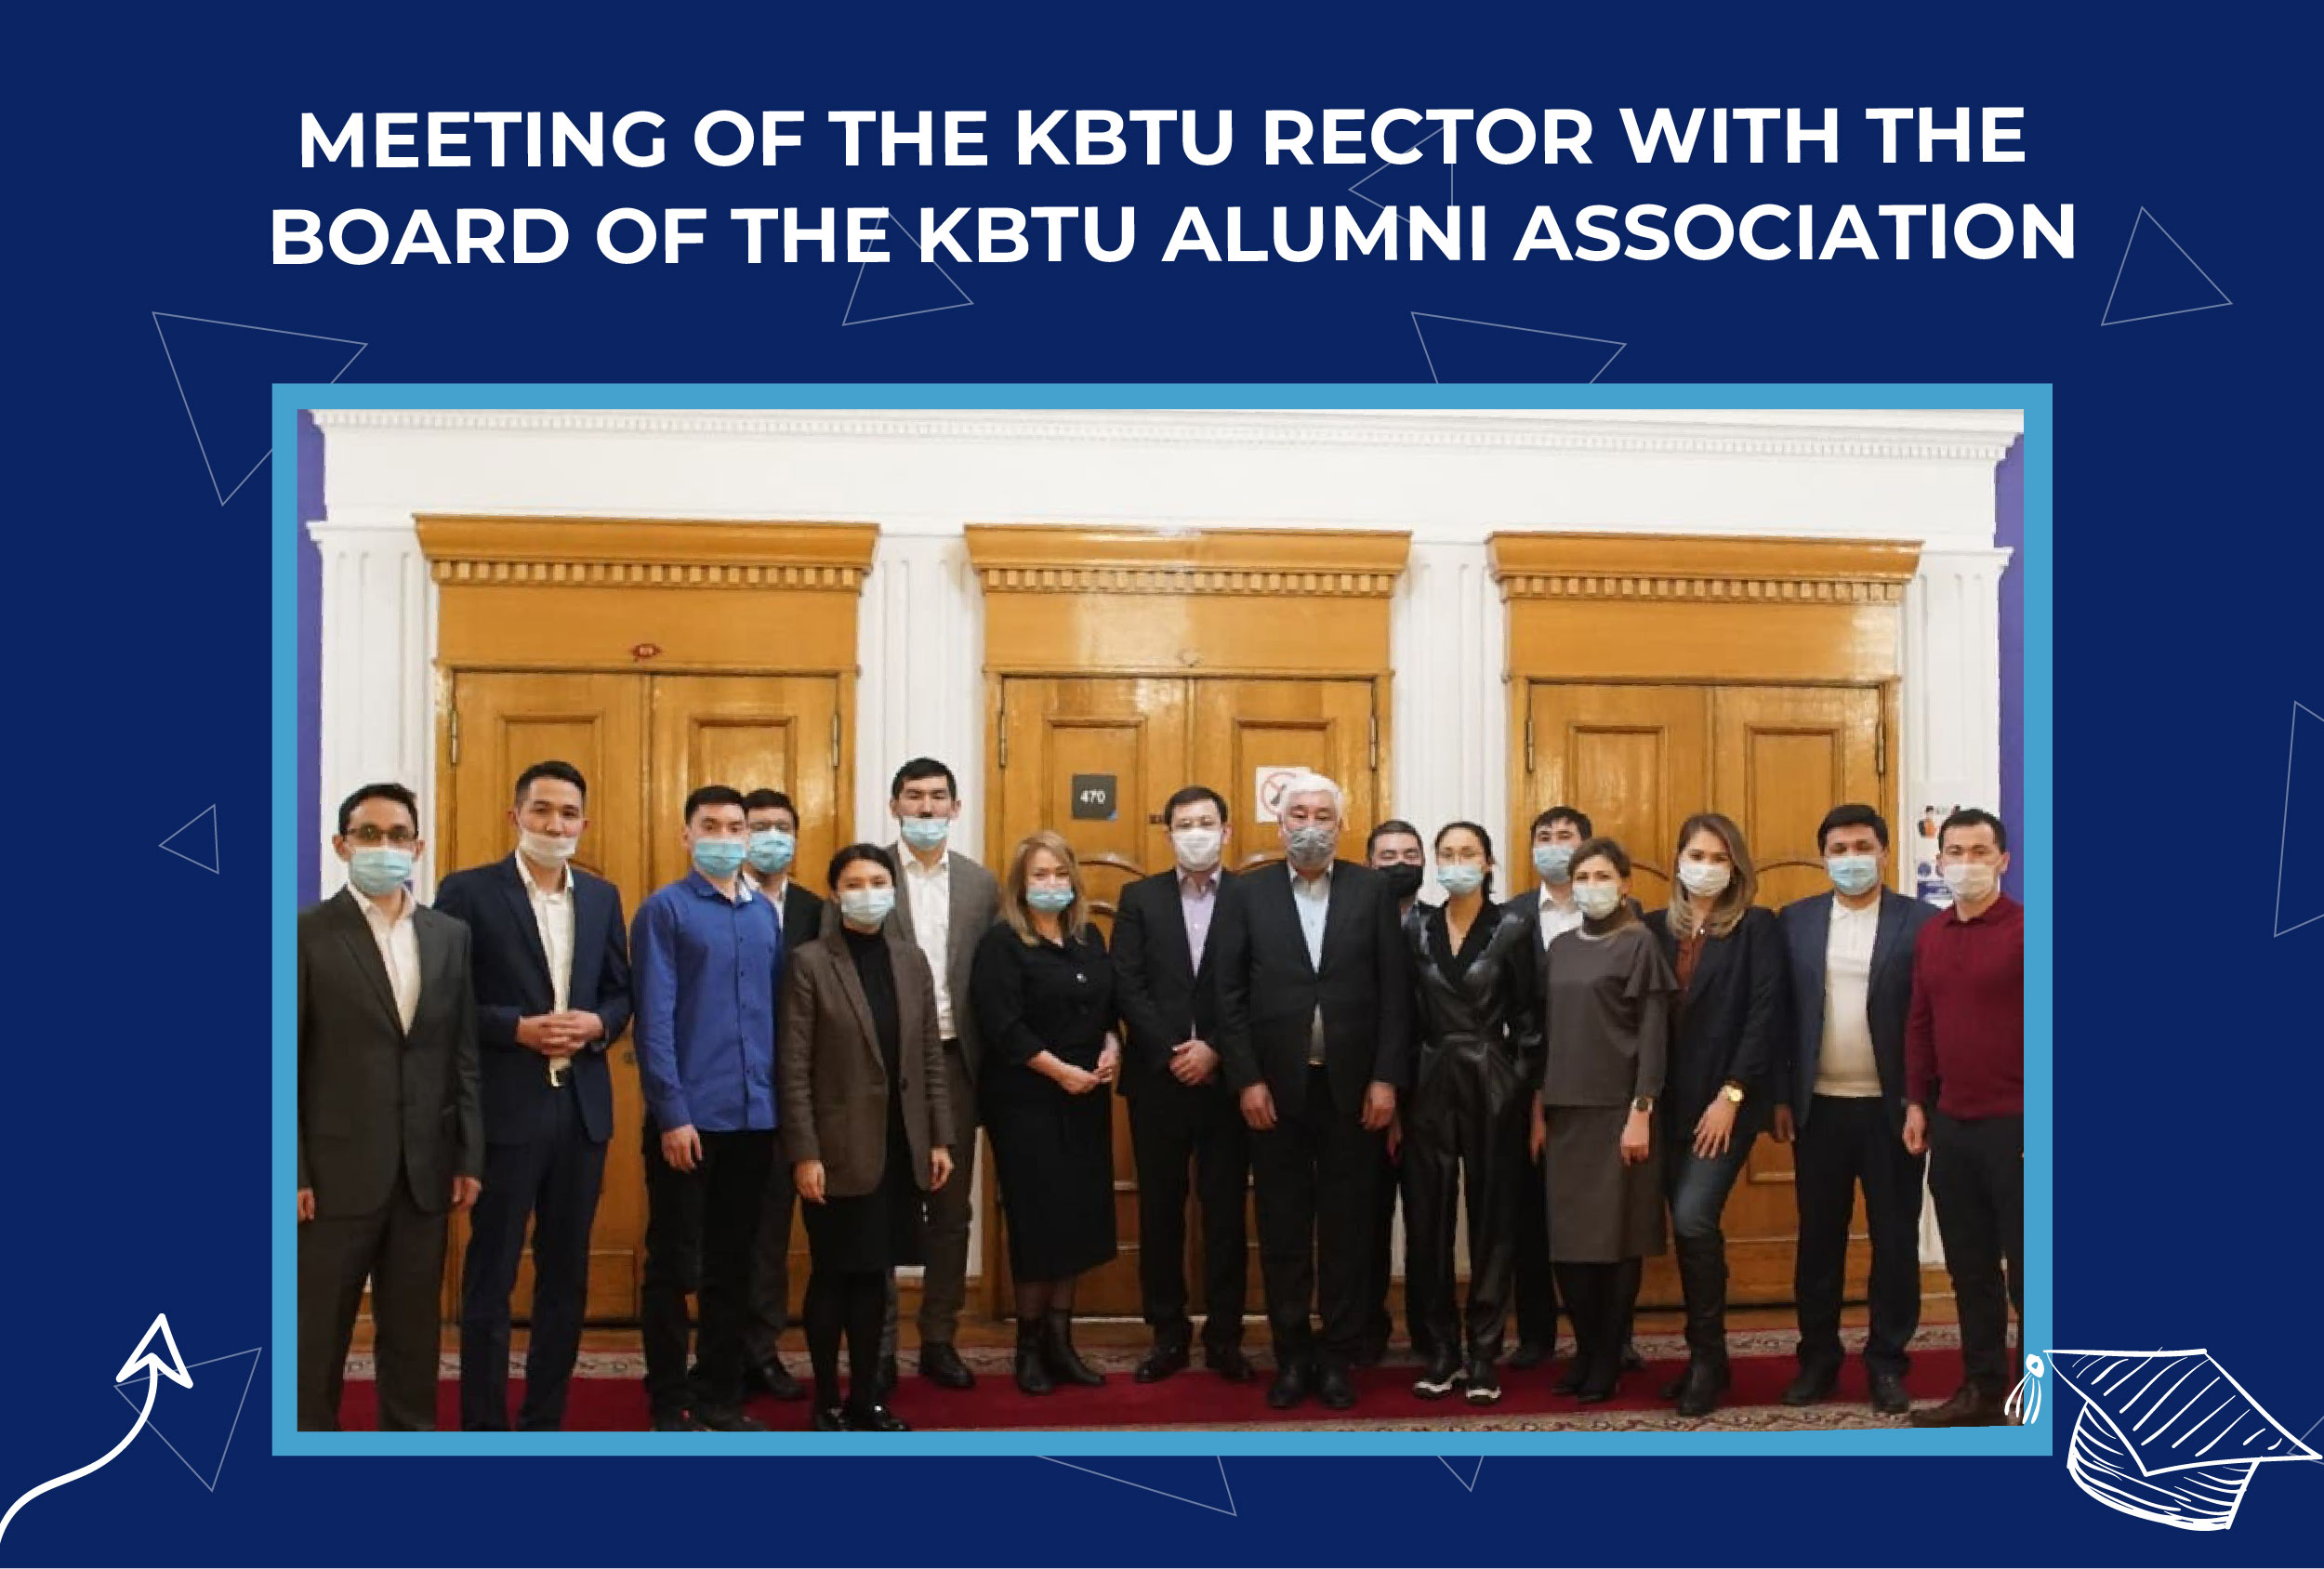 MEETING OF THE KBTU RECTOR WITH THE
BOARD OF THE KBTU ALUMNI ASSOCIATION
470